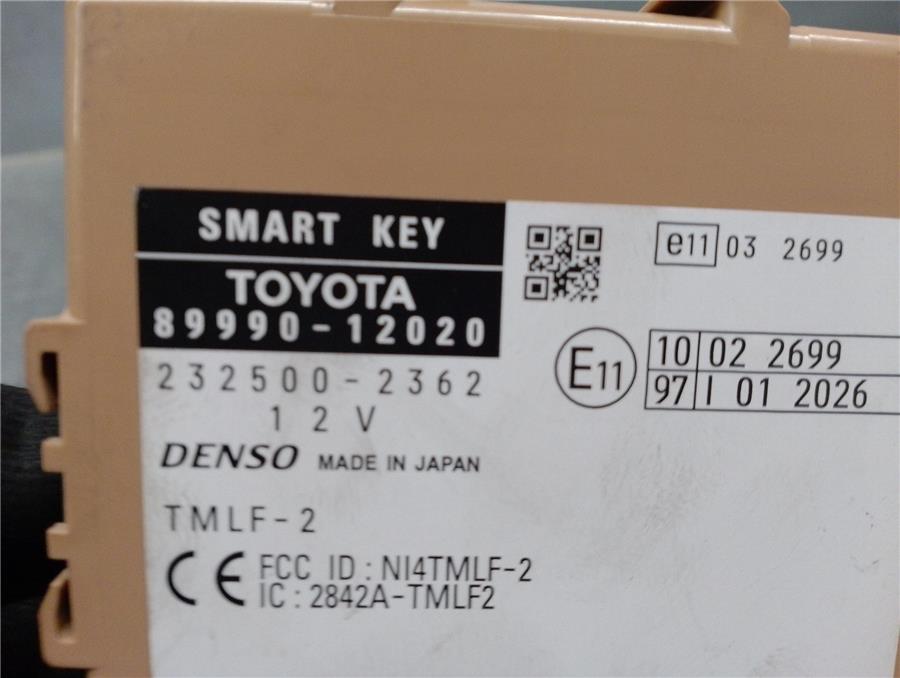 SMART KEY
TOYOTA
89990-12020
232500-2362
12V
DENSO MADE IN JAPAN
TMLF-2
CE FCC ID : NI4TMLF-2
IC : 2842A-TMLF2
e11 03 2699
E11
10 02 2699
97 I 01 2026